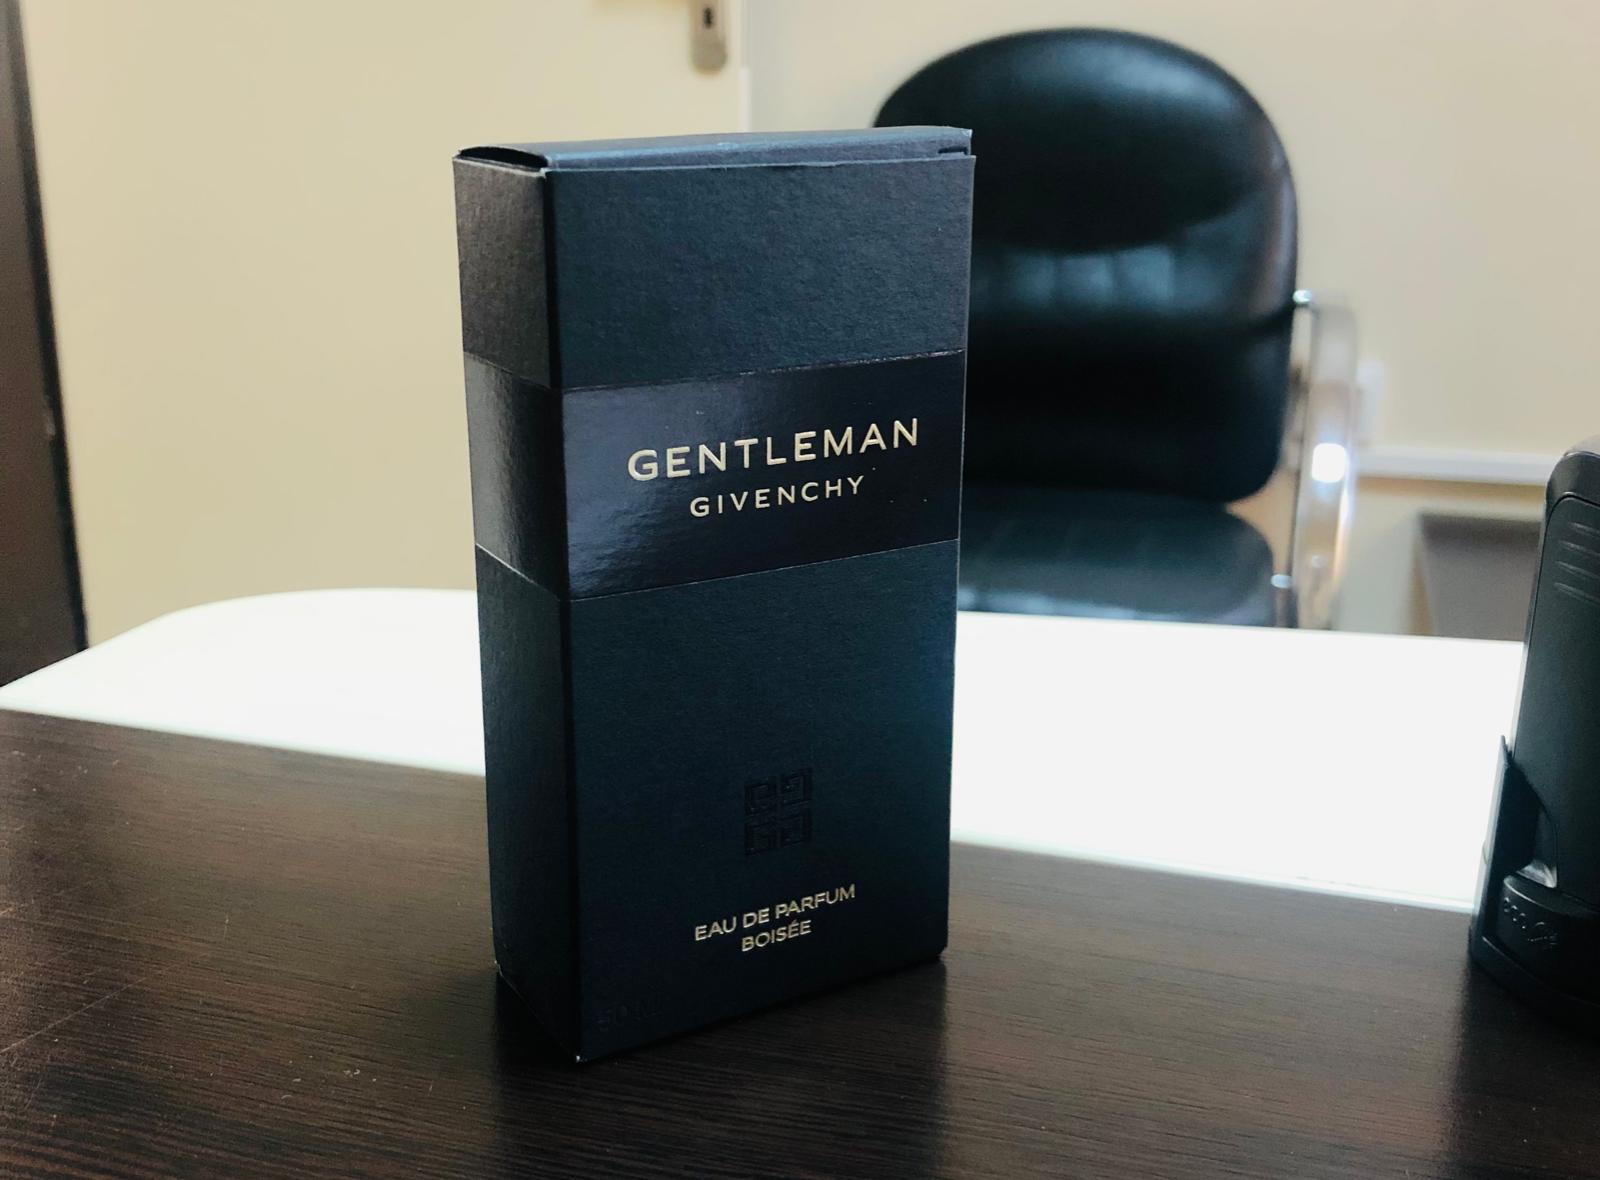 GENTLEMAN
GIVENCHY
EAU DE PARFUM
BOISÉE